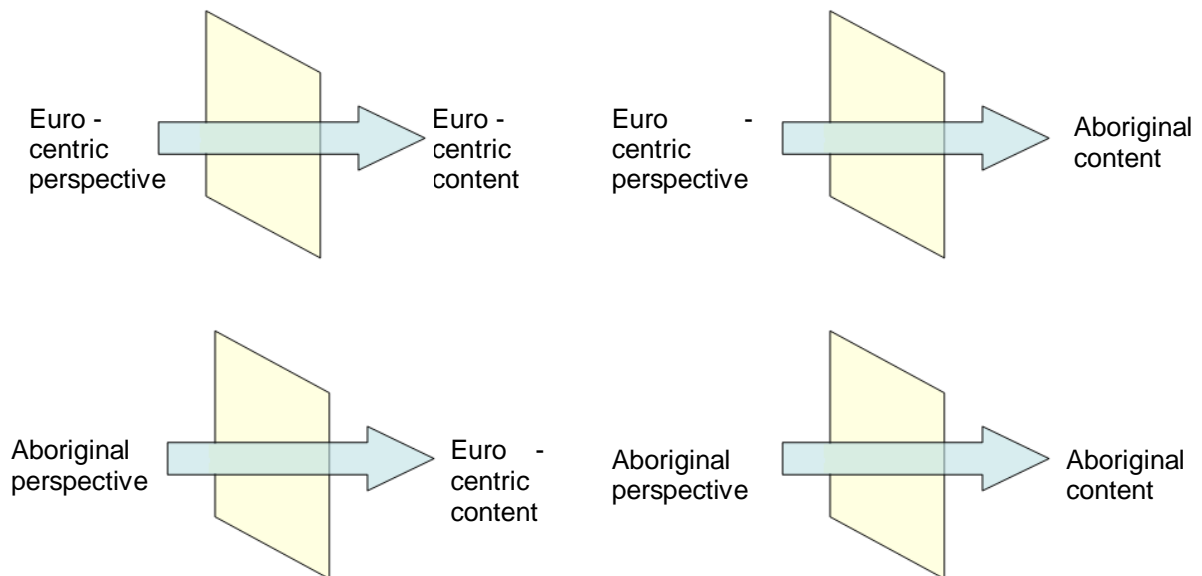 Euro -
centric
perspective
Euro -
centric
content
Euro -
centric
perspective
Aboriginal
content
Aboriginal
perspective
Euro -
centric
content
Aboriginal
perspective
Aboriginal
content